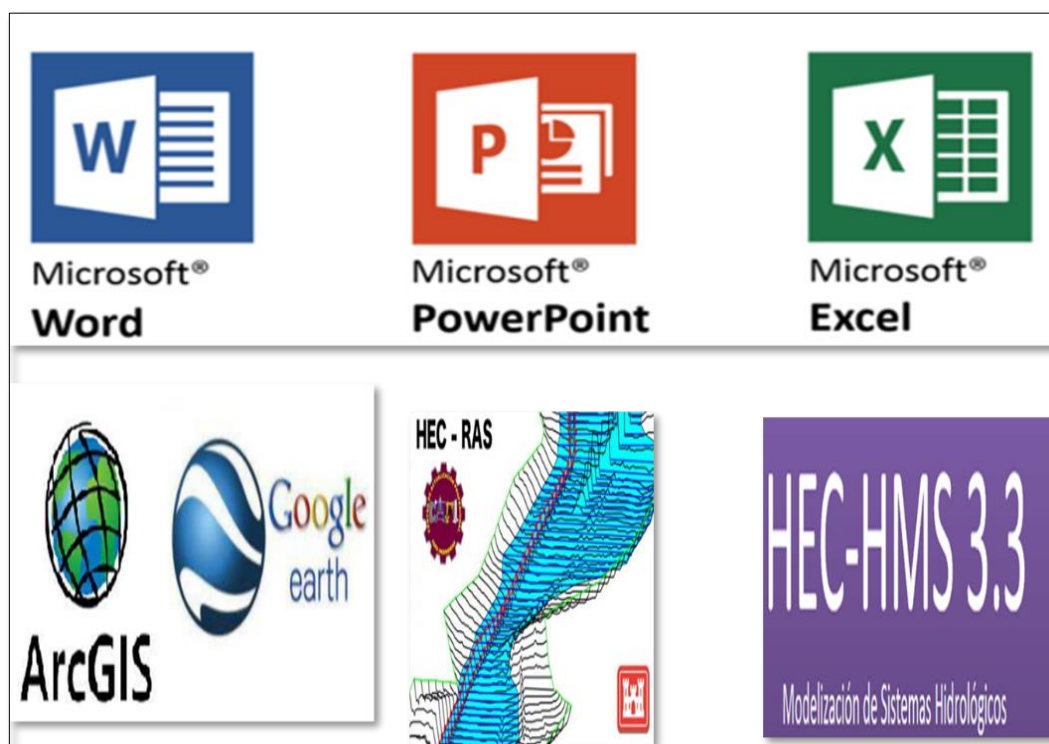 W
P
X
Microsoft®
Word
Microsoft®
PowerPoint
Microsoft®
Excel
ArcGIS
Google
earth
HEC - RAS
HEC-HMS 3.3
Modelización de Sistemas Hidrológicos